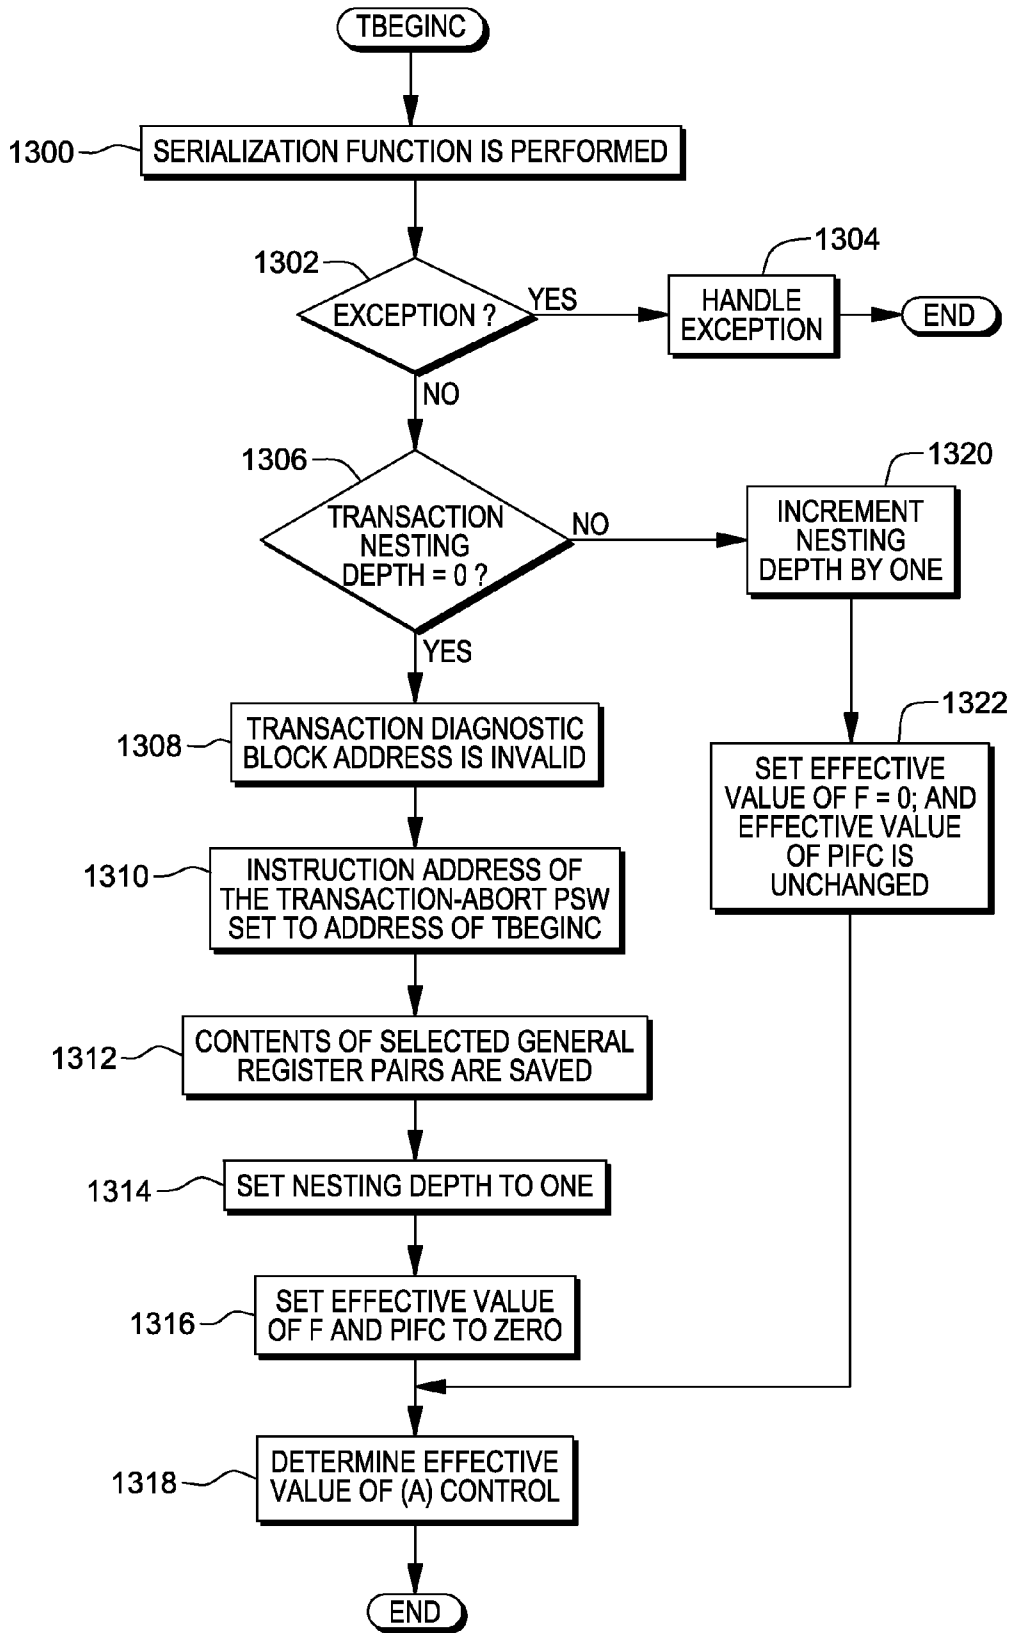 TBEGINC
1300
SERIALIZATION FUNCTION IS PERFORMED
1302
EXCEPTION ?
YES
1304
HANDLE
EXCEPTION
END
NO
1306
TRANSACTION
NESTING
DEPTH = 0 ?
NO
1320
INCREMENT
NESTING
DEPTH BY ONE
YES
1308
TRANSACTION DIAGNOSTIC
BLOCK ADDRESS IS INVALID
1322
SET EFFECTIVE
VALUE OF F = 0; AND
EFFECTIVE VALUE
OF PIFC IS
UNCHANGED
1310
INSTRUCTION ADDRESS OF
THE TRANSACTION-ABORT PSW
SET TO ADDRESS OF TBEGINC
1312
CONTENTS OF SELECTED GENERAL
REGISTER PAIRS ARE SAVED
1314
SET NESTING DEPTH TO ONE
1316
SET EFFECTIVE VALUE
OF F AND PIFC TO ZERO
1318
DETERMINE EFFECTIVE
VALUE OF (A) CONTROL
END